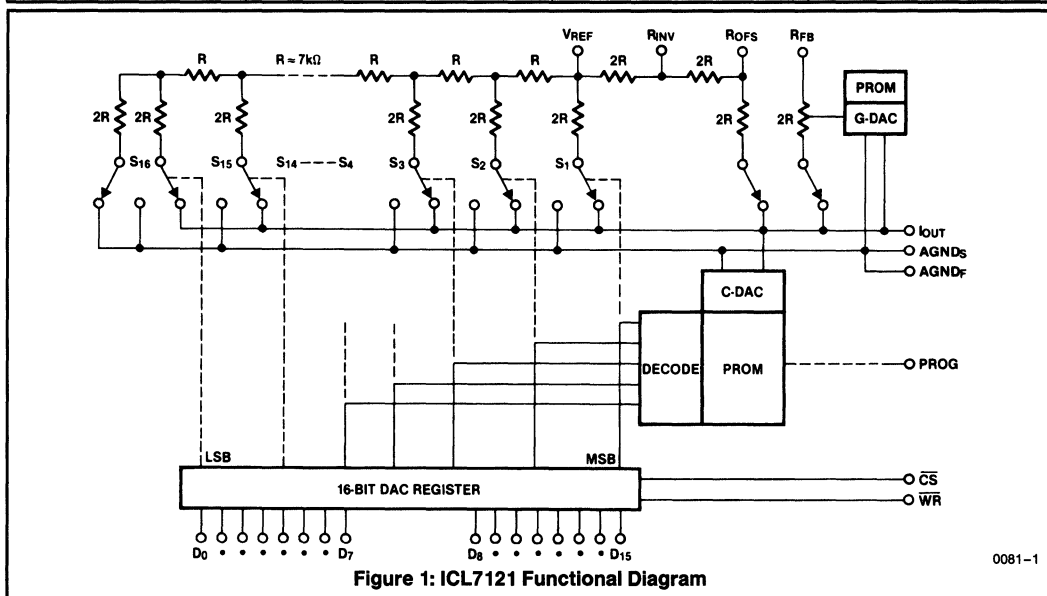 VREF RINV ROFS RFB
R R ≈ 7kΩ R R R 2R 2R
PROM
G-DAC
2R 2R 2R 2R 2R 2R 2R 2R
S16 S15 S14 ---- S4 S3 S2 S1
IOUT
AGNDS
AGNDF
C-DAC
DECODE PROM PROG
LSB MSB
16-BIT DAC REGISTER
CS
WR
D0 • • • • • • D7 D8 • • • • • • D15
0081-1
Figure 1: ICL7121 Functional Diagram